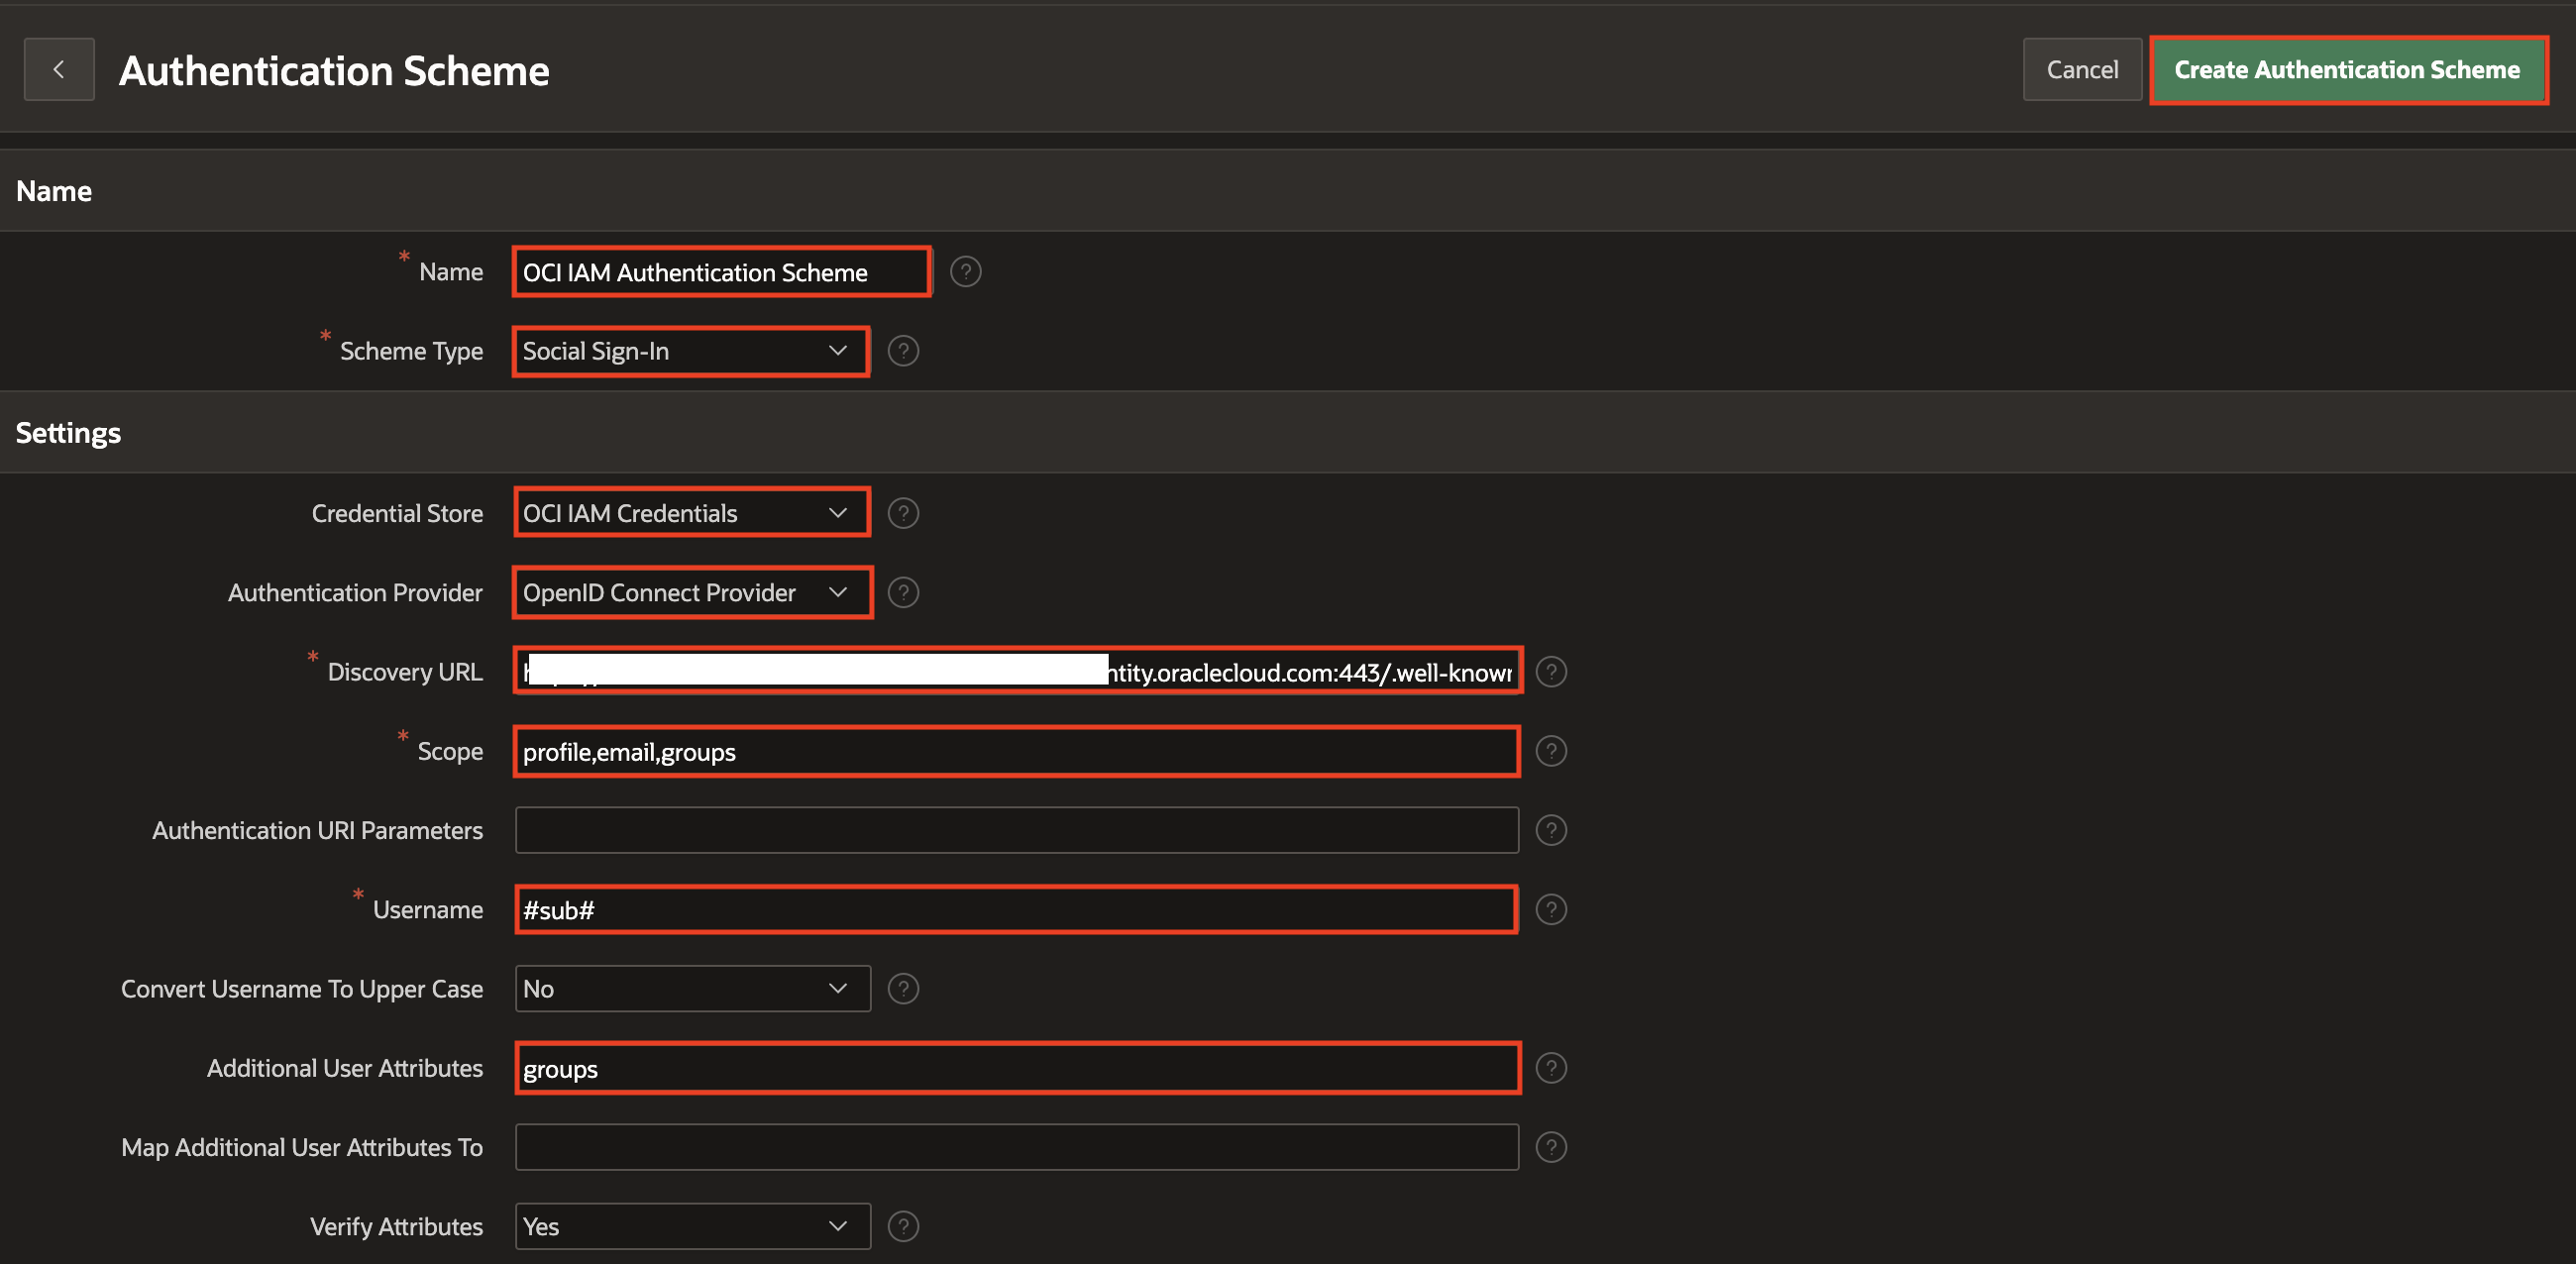 Authentication Scheme
Cancel
Create Authentication Scheme
Name
* Name
OCI IAM Authentication Scheme
?
* Scheme Type
Social Sign-In
?
Settings
Credential Store
OCI IAM Credentials
?
Authentication Provider
OpenID Connect Provider
?
* Discovery URL
ntity.oraclecloud.com:443/.well-known
?
* Scope
profile,email,groups
?
Authentication URI Parameters
?
* Username
#sub#
?
Convert Username To Upper Case
No
?
Additional User Attributes
groups
?
Map Additional User Attributes To
?
Verify Attributes
Yes
?